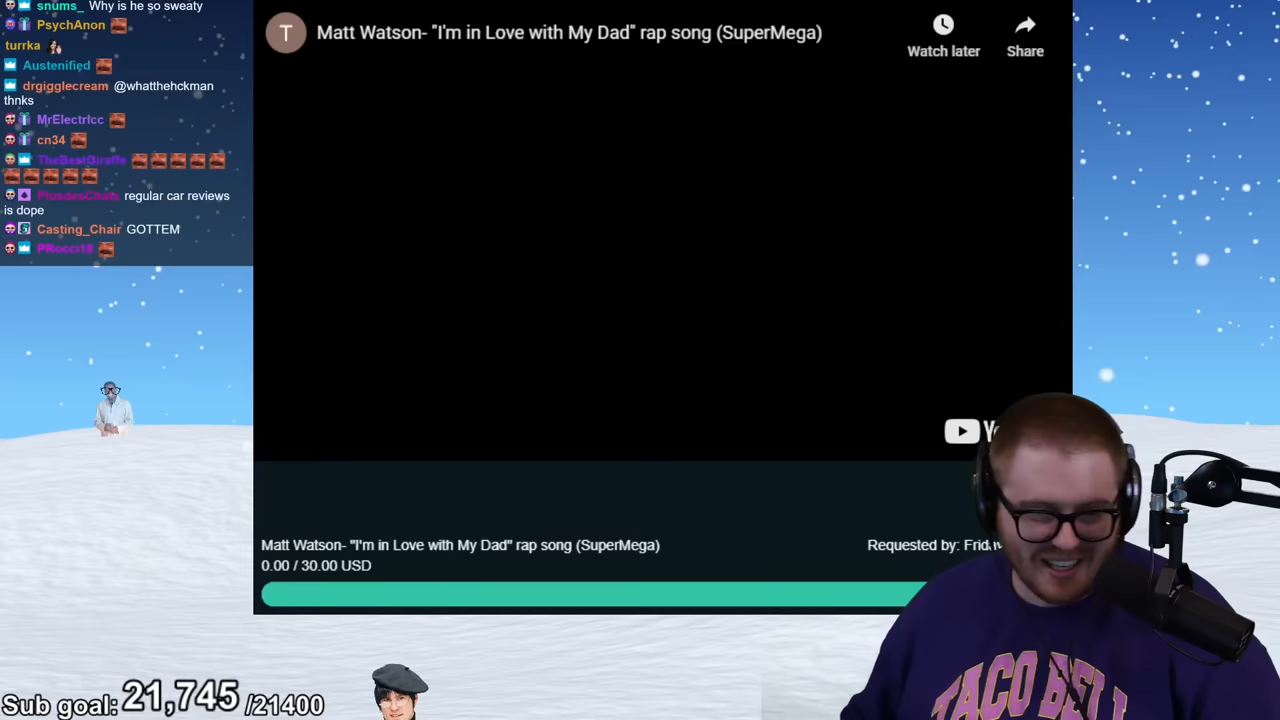 snums_ Why is he so sweaty
PsychAnon
turrka
Austenified
drgigglecream @whatthehckman
thnks
MrElectrIcc
cn34
TheBestGiraffe
PlusdesChats regular car reviews
is dope
Casting_Chair GOTTEM
PRocci18
T
Matt Watson- "I'm in Love with My Dad" rap song (SuperMega)
Watch later
Share
Matt Watson- "I'm in Love with My Dad" rap song (SuperMega)
Requested by:
0.00 / 30.00 USD
TACO BELL
Sub goal: 21,745 /21400